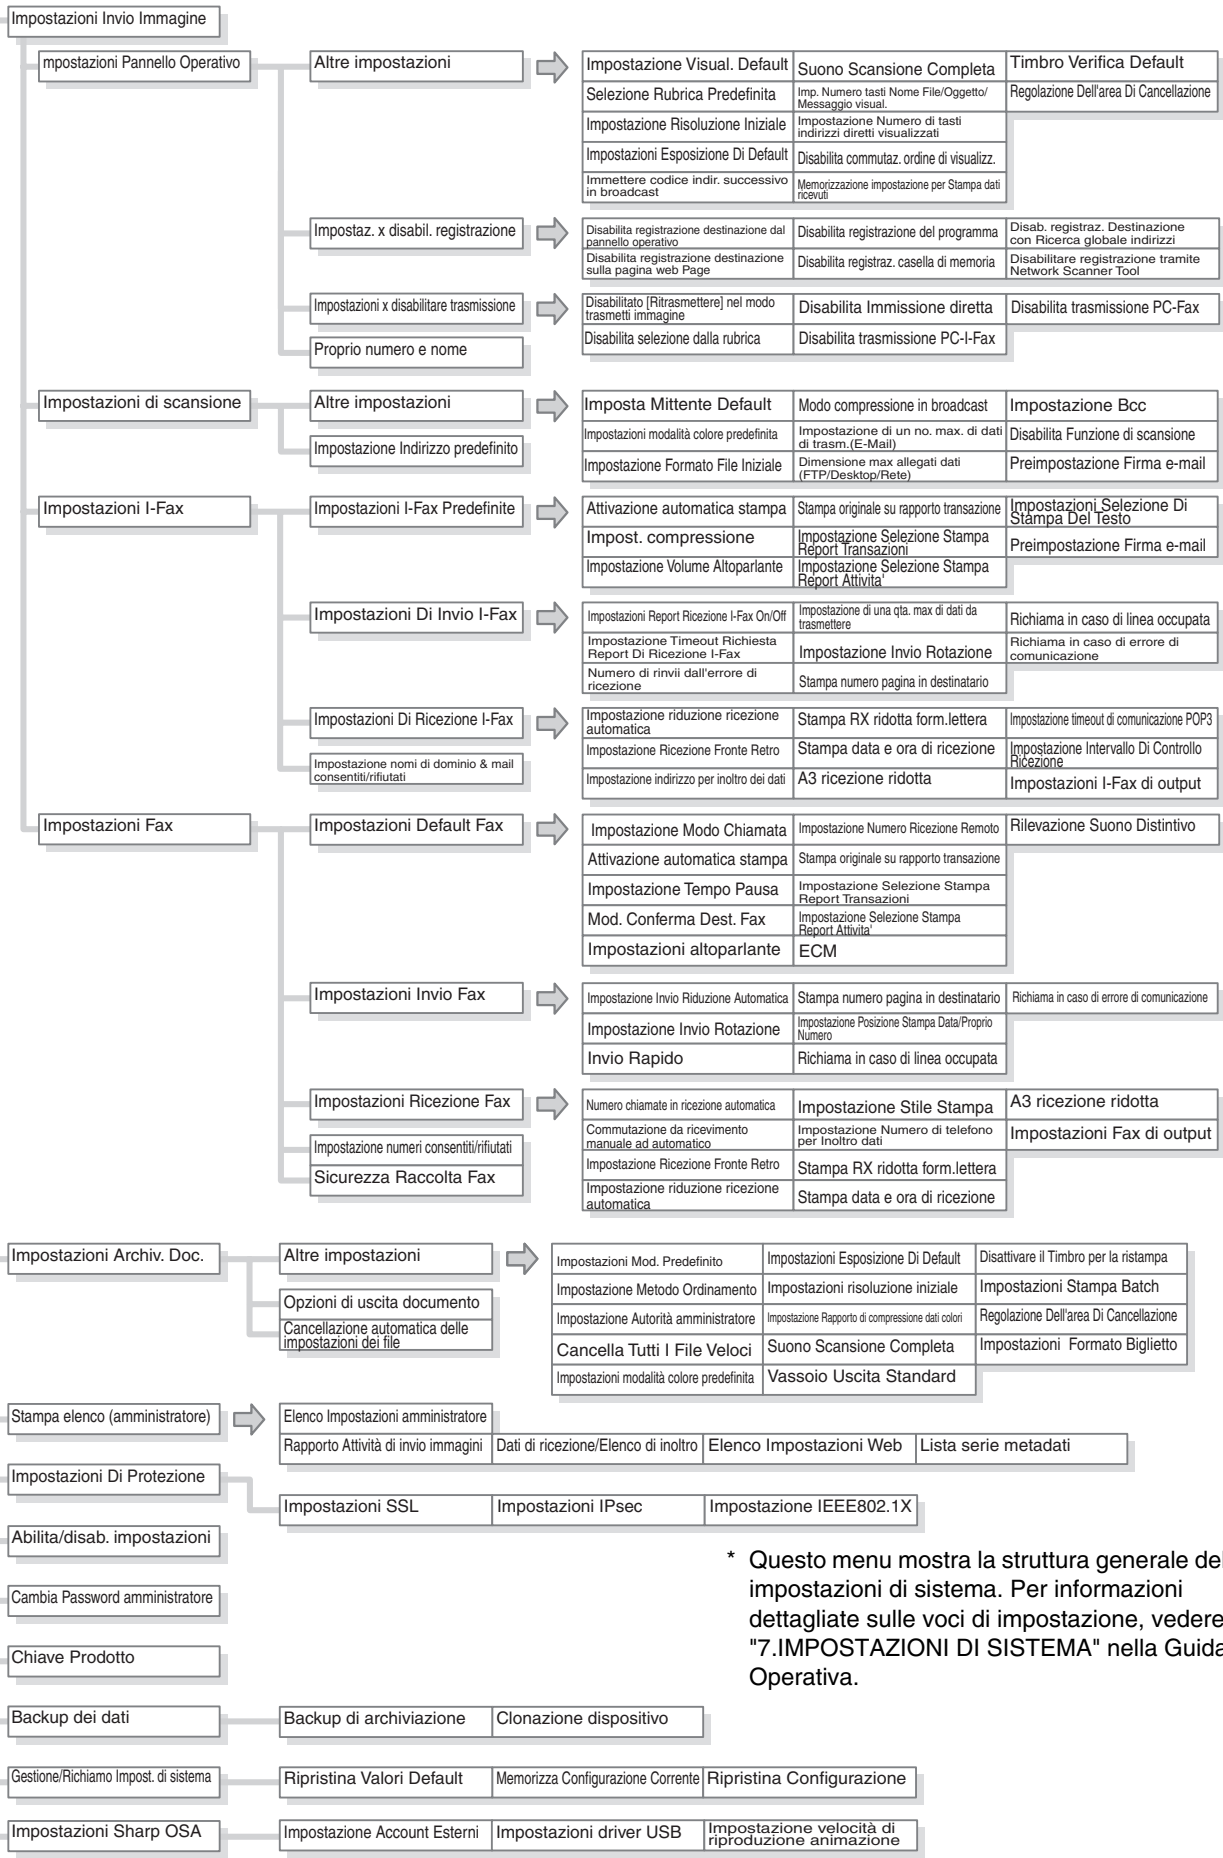 Impostazioni Invio Immagine
mpostazioni Pannello Operativo
Altre impostazioni
Impostazione Visual. Default
Suono Scansione Completa
Timbro Verifica Default
Selezione Rubrica Predefinita
Imp. Numero tasti Nome File/Oggetto/
Messaggio visual.
Regolazione Dell'area Di Cancellazione
Impostazione Risoluzione Iniziale
Impostazione Numero di tasti
indirizzi diretti visualizzati
Impostazioni Esposizione Di Default
Disabilita commutaz. ordine di visualizz.
Immettere codice indir. successivo
in broadcast
Memorizzazione impostazione per Stampa dati
ricevuti
Impostaz. x disabil. registrazione
Disabilita registrazione destinazione dal
pannello operativo
Disabilita registrazione del programma
Disab. registraz. Destinazione
con Ricerca globale indirizzi
Disabilita registrazione destinazione
sulla pagina web Page
Disabilita registraz. casella di memoria
Disabilitare registrazione tramite
Network Scanner Tool
Impostazioni x disabilitare trasmissione
Disabilitato [Ritrasmettere] nel modo
trasmetti immagine
Disabilita Immissione diretta
Disabilita trasmissione PC-Fax
Disabilita selezione dalla rubrica
Disabilita trasmissione PC-I-Fax
Proprio numero e nome
Impostazioni di scansione
Altre impostazioni
Imposta Mittente Default
Modo compressione in broadcast
Impostazione Bcc
Impostazioni modalità colore predefinita
Impostazione di un no. max. di dati
di trasm.(E-Mail)
Disabilita Funzione di scansione
Impostazione Indirizzo predefinito
Impostazione Formato File Iniziale
Dimensione max allegati dati
(FTP/Desktop/Rete)
Preimpostazione Firma e-mail
Impostazioni I-Fax
Impostazioni I-Fax Predefinite
Attivazione automatica stampa
Stampa originale su rapporto transazione
Impostazioni Selezione Di
Stampa Del Testo
Impost. compressione
Impostazione Selezione Stampa
Report Transazioni
Preimpostazione Firma e-mail
Impostazione Volume Altoparlante
Impostazione Selezione Stampa
Report Attivita'
Impostazioni Di Invio I-Fax
Impostazioni Report Ricezione I-Fax On/Off
Impostazione di una qta. max di dati da
trasmettere
Richiama in caso di linea occupata
Impostazione Timeout Richiesta
Report Di Ricezione I-Fax
Impostazione Invio Rotazione
Richiama in caso di errore di
comunicazione
Numero di rinvii dall'errore di
ricezione
Stampa numero pagina in destinatario
Impostazioni Di Ricezione I-Fax
Impostazione riduzione ricezione
automatica
Stampa RX ridotta form.lettera
Impostazione timeout di comunicazione POP3
Impostazione Ricezione Fronte Retro
Stampa data e ora di ricezione
Impostazione Intervallo Di Controllo
Ricezione
Impostazione nomi di dominio & mail
consentiti/rifiutati
Impostazione indirizzo per inoltro dei dati
A3 ricezione ridotta
Impostazioni I-Fax di output
Impostazioni Fax
Impostazioni Default Fax
Impostazione Modo Chiamata
Impostazione Numero Ricezione Remoto
Rilevazione Suono Distintivo
Attivazione automatica stampa
Stampa originale su rapporto transazione
Impostazione Tempo Pausa
Impostazione Selezione Stampa
Report Transazioni
Mod. Conferma Dest. Fax
Impostazione Selezione Stampa
Report Attivita'
Impostazioni altoparlante
ECM
Impostazioni Invio Fax
Impostazione Invio Riduzione Automatica
Stampa numero pagina in destinatario
Richiama in caso di errore di comunicazione
Impostazione Invio Rotazione
Impostazione Posizione Stampa Data/Proprio
Numero
Invio Rapido
Richiama in caso di linea occupata
Impostazioni Ricezione Fax
Numero chiamate in ricezione automatica
Impostazione Stile Stampa
A3 ricezione ridotta
Commutazione da ricevimento
manuale ad automatico
Impostazione Numero di telefono
per Inoltro dati
Impostazioni Fax di output
Impostazione numeri consentiti/rifiutati
Impostazione Ricezione Fronte Retro
Stampa RX ridotta form.lettera
Sicurezza Raccolta Fax
Impostazione riduzione ricezione
automatica
Stampa data e ora di ricezione
Impostazioni Archiv. Doc.
Altre impostazioni
Impostazioni Mod. Predefinito
Impostazioni Esposizione Di Default
Disattivare il Timbro per la ristampa
Opzioni di uscita documento
Impostazione Metodo Ordinamento
Impostazioni risoluzione iniziale
Impostazioni Stampa Batch
Cancellazione automatica delle
impostazioni dei file
Impostazione Autorità amministratore
Impostazione Rapporto di compressione dati colori
Regolazione Dell'area Di Cancellazione
Cancella Tutti I File Veloci
Suono Scansione Completa
Impostazioni Formato Biglietto
Impostazioni modalità colore predefinita
Vassoio Uscita Standard
Stampa elenco (amministratore)
Elenco Impostazioni amministratore
Rapporto Attività di invio immagini
Dati di ricezione/Elenco di inoltro
Elenco Impostazioni Web
Lista serie metadati
Impostazioni Di Protezione
Impostazioni SSL
Impostazioni IPsec
Impostazione IEEE802.1X
Abilita/disab. impostazioni
Cambia Password amministratore
Chiave Prodotto
* Questo menu mostra la struttura generale del
impostazioni di sistema. Per informazioni
dettagliate sulle voci di impostazione, vedere
"7.IMPOSTAZIONI DI SISTEMA" nella Guida
Operativa.
Backup dei dati
Backup di archiviazione
Clonazione dispositivo
Gestione/Richiamo Impost. di sistema
Ripristina Valori Default
Memorizza Configurazione Corrente
Ripristina Configurazione
Impostazioni Sharp OSA
Impostazione Account Esterni
Impostazioni driver USB
Impostazione velocità di
riproduzione animazione